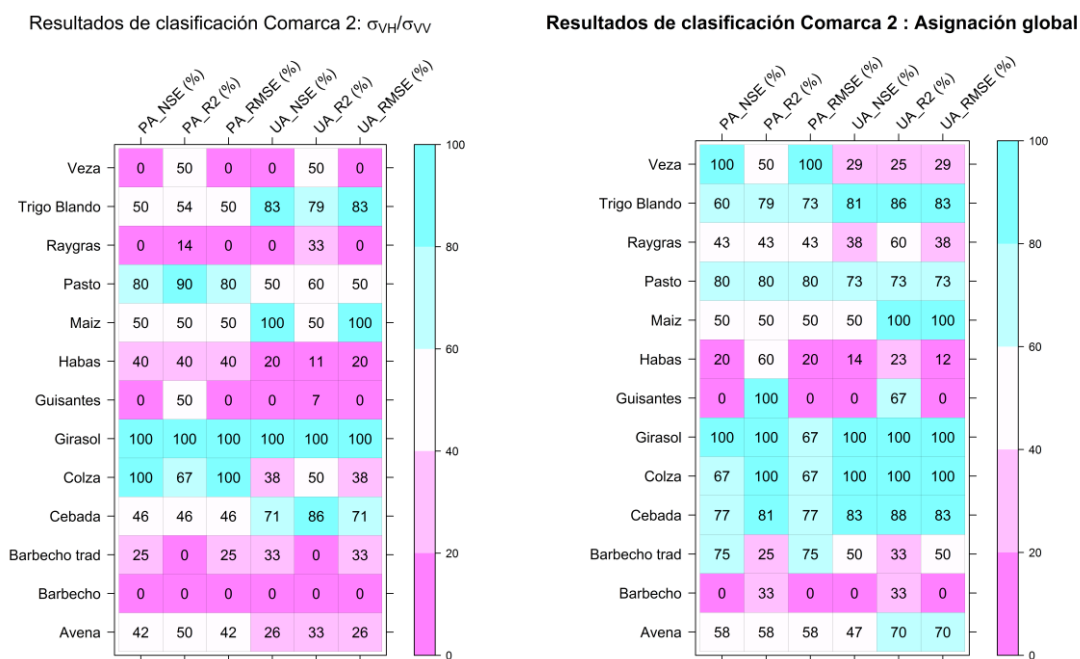 Resultados de clasificación Comarca 2: σVH/σVV
PA_NSE (%) PA_R2 (%) PA_RMSE (%) UA_NSE (%) UA_R2 (%) UA_RMSE (%)
Veza 0 50 0 0 50 0
Trigo Blando 50 54 50 83 79 83
Raygras 0 14 0 0 33 0
Pasto 80 90 80 50 60 50
Maiz 50 50 50 100 50 100
Habas 40 40 40 20 11 20
Guisantes 0 50 0 0 7 0
Girasol 100 100 100 100 100 100
Colza 100 67 100 38 50 38
Cebada 46 46 46 71 86 71
Barbecho trad 25 0 25 33 0 33
Barbecho 0 0 0 0 0 0
Avena 42 50 42 26 33 26
100
80
60
40
20
0
Resultados de clasificación Comarca 2 : Asignación global
PA_NSE (%) PA_R2 (%) PA_RMSE (%) UA_NSE (%) UA_R2 (%) UA_RMSE (%)
Veza 100 50 100 29 25 29
Trigo Blando 60 79 73 81 86 83
Raygras 43 43 43 38 60 38
Pasto 80 80 80 73 73 73
Maiz 50 50 50 50 100 100
Habas 20 60 20 14 23 12
Guisantes 0 100 0 0 67 0
Girasol 100 100 67 100 100 100
Colza 67 100 67 100 100 100
Cebada 77 81 77 83 88 83
Barbecho trad 75 25 75 50 33 50
Barbecho 0 33 0 0 33 0
Avena 58 58 58 47 70 70
100
80
60
40
20
0